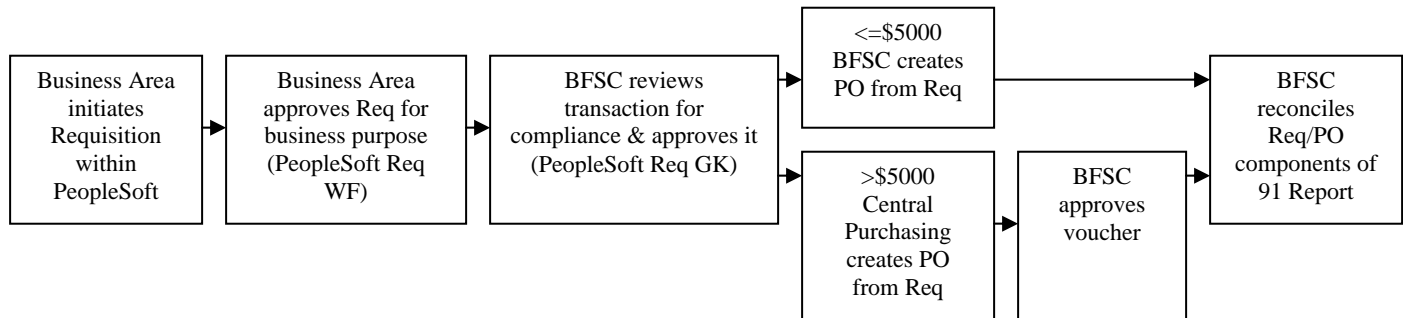 Business Area
initiates
Requisition
within
PeopleSoft
Business Area
approves Req for
business purpose
(PeopleSoft Req
WF)
BFSC reviews
transaction for
compliance & approves it
(PeopleSoft Req GK)
<=$5000
BFSC creates
PO from Req
>$5000
Central
Purchasing
creates PO
from Req
BFSC
approves
voucher
BFSC
reconciles
Req/PO
components of
91 Report